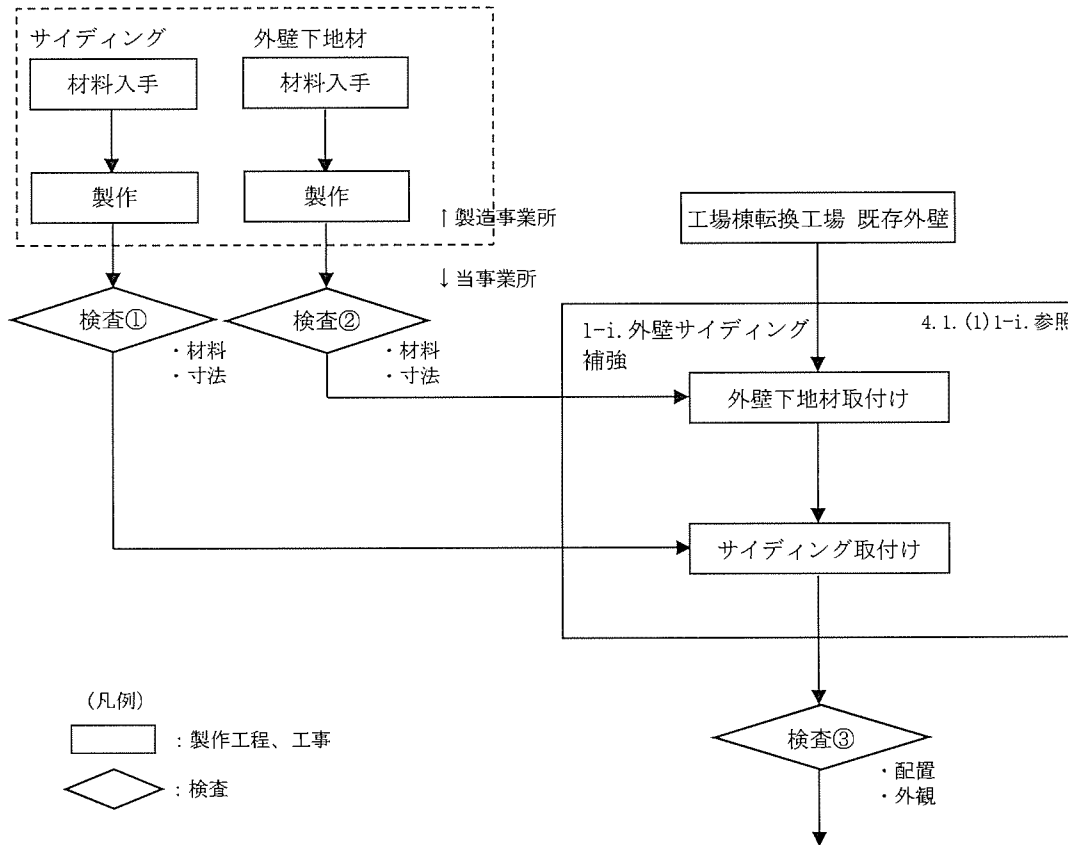 サイディング
外壁下地材
材料入手
材料入手
製作
製作
↑製造事業所
工場棟転換工場 既存外壁
↓当事業所
検査①
・材料
・寸法
検査②
・材料
・寸法
1-i.外壁サイディング
補強
4.1.(1)1-i.参照
外壁下地材取付け
サイディング取付け
検査③
・配置
・外観
(凡例)
：製作工程、工事
：検査